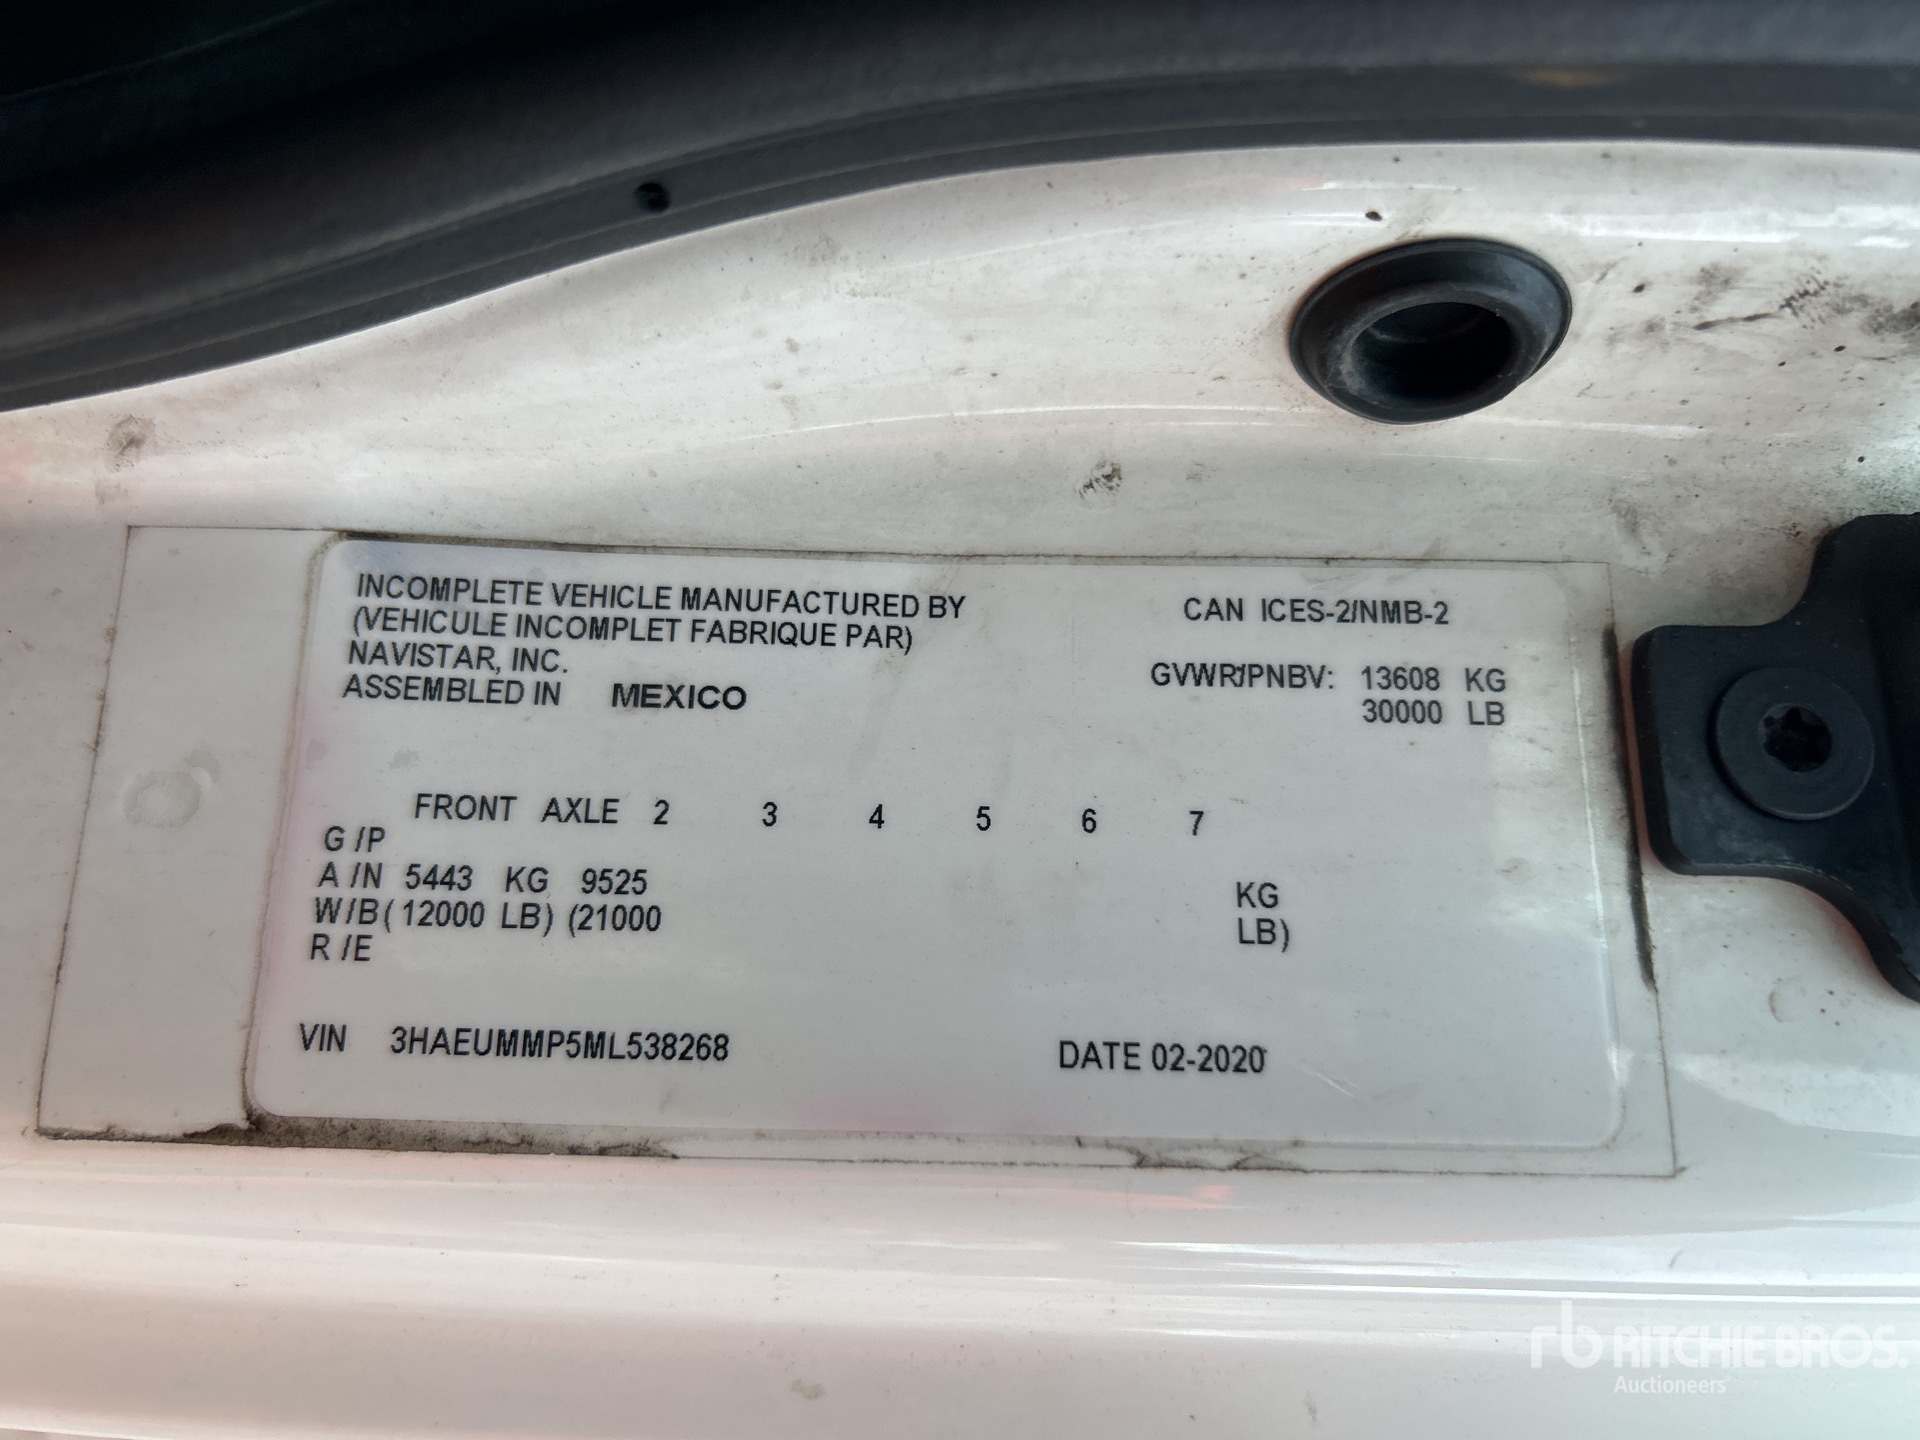 INCOMPLETE VEHICLE MANUFACTURED BY
(VEHICULE INCOMPLET FABRIQUE PAR)
NAVISTAR, INC.
ASSEMBLED IN MEXICO
CAN ICES-2/NMB-2
GVWR/PNBV: 13608 KG
30000 LB
FRONT AXLE 2 3 4 5 6 7
G /P
A /N 5443 KG 9525 KG
W/B ( 12000 LB) (21000 LB)
R /E
VIN 3HAEUMMP5ML538268 DATE 02-2020
rb RITCHIE BROS.
Auctioneers